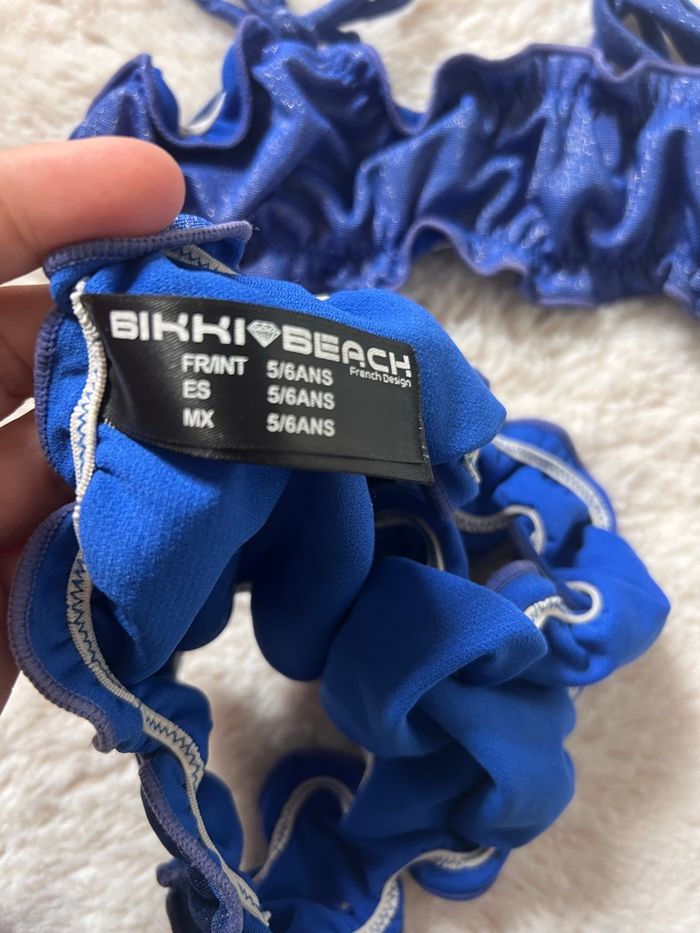 BIKKI BEACH
French Design
FR/INT 5/6ANS
ES 5/6ANS
MX 5/6ANS